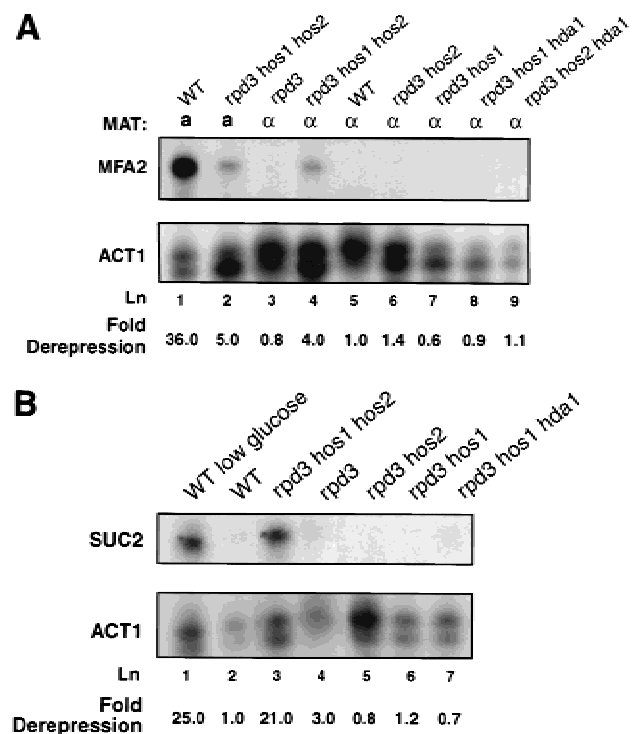 A
WT rpd3 hos1 hos2 rpd3 rpd3 hos1 hos2 WT rpd3 hos2 rpd3 hos1 rpd3 hos1 hda1 rpd3 hos2 hda1
MAT: a a α α α α α α α
MFA2
ACT1
Ln 1 2 3 4 5 6 7 8 9
Fold
Derepression 36.0 5.0 0.8 4.0 1.0 1.4 0.6 0.9 1.1
B
WT low glucose WT rpd3 hos1 hos2 rpd3 rpd3 hos2 rpd3 hos1 rpd3 hos1 hda1
SUC2
ACT1
Ln 1 2 3 4 5 6 7
Fold
Derepression 25.0 1.0 21.0 3.0 0.8 1.2 0.7